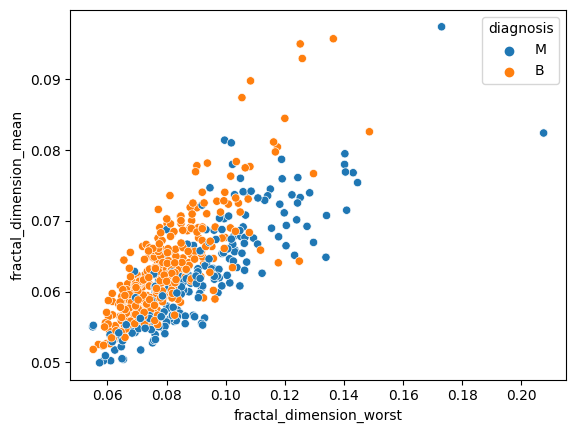 diagnosis
M
B
0.09
0.08
0.07
0.06
0.05
fractal_dimension_mean
0.06 0.08 0.10 0.12 0.14 0.16 0.18 0.20
fractal_dimension_worst